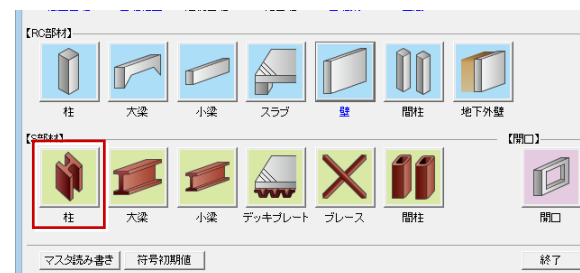 【RC部材】
柱 大梁 小梁 スラブ 壁 間柱 地下外壁
【S部材】 【開口】
柱 大梁 小梁 デッキプレート ブレース 間柱 開口
マスタ読み書き 符号初期値 終了